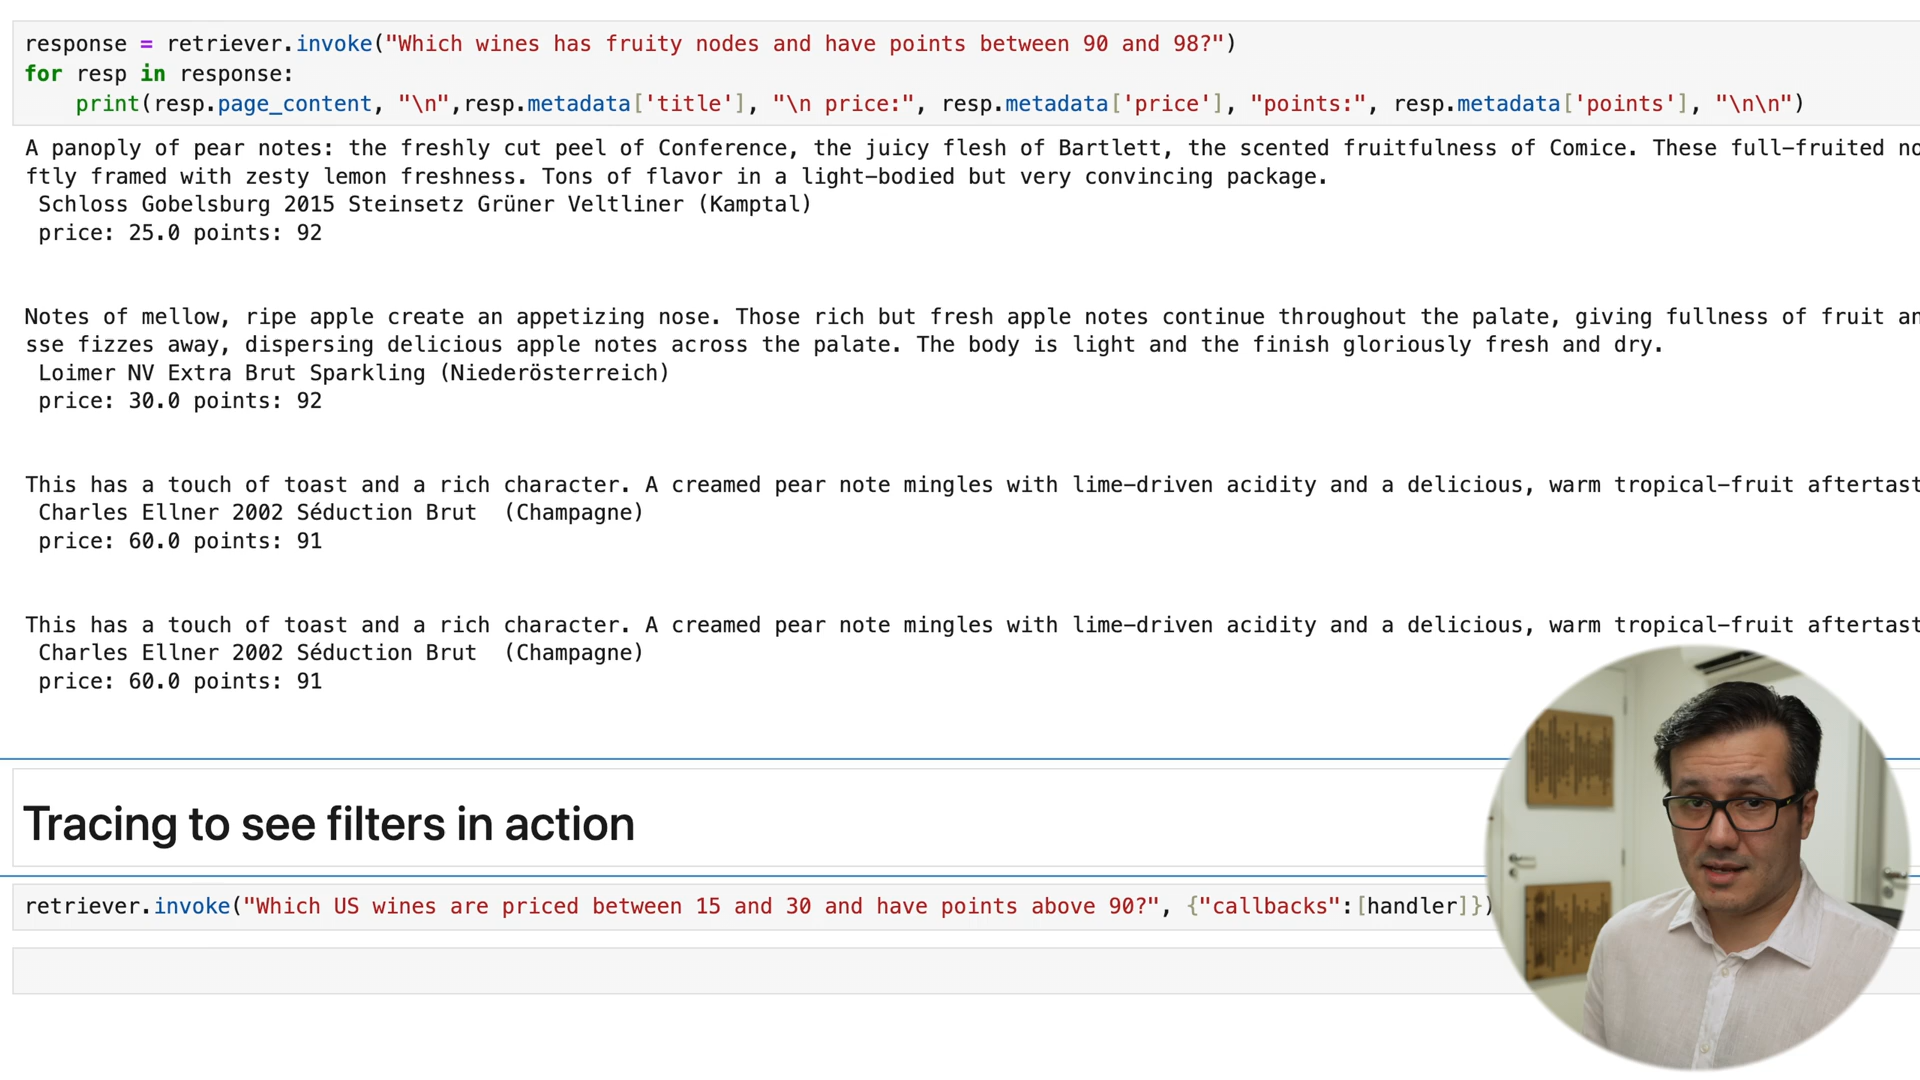 response = retriever.invoke("Which wines has fruity nodes and have points between 90 and 98?")
for resp in response:
    print(resp.page_content, "\n",resp.metadata['title'], "\n price:", resp.metadata['price'], "points:", resp.metadata['points'], "\n\n")
A panoply of pear notes: the freshly cut peel of Conference, the juicy flesh of Bartlett, the scented fruitfulness of Comice. These full-fruited no
ftly framed with zesty lemon freshness. Tons of flavor in a light-bodied but very convincing package.
Schloss Gobelsburg 2015 Steinsetz Grüner Veltliner (Kamptal)
price: 25.0 points: 92
Notes of mellow, ripe apple create an appetizing nose. Those rich but fresh apple notes continue throughout the palate, giving fullness of fruit an
sse fizzes away, dispersing delicious apple notes across the palate. The body is light and the finish gloriously fresh and dry.
Loimer NV Extra Brut Sparkling (Niederösterreich)
price: 30.0 points: 92
This has a touch of toast and a rich character. A creamed pear note mingles with lime-driven acidity and a delicious, warm tropical-fruit aftertast
Charles Ellner 2002 Séduction Brut  (Champagne)
price: 60.0 points: 91
This has a touch of toast and a rich character. A creamed pear note mingles with lime-driven acidity and a delicious, warm tropical-fruit aftertast
Charles Ellner 2002 Séduction Brut  (Champagne)
price: 60.0 points: 91
Tracing to see filters in action
retriever.invoke("Which US wines are priced between 15 and 30 and have points above 90?", {"callbacks":[handler]})